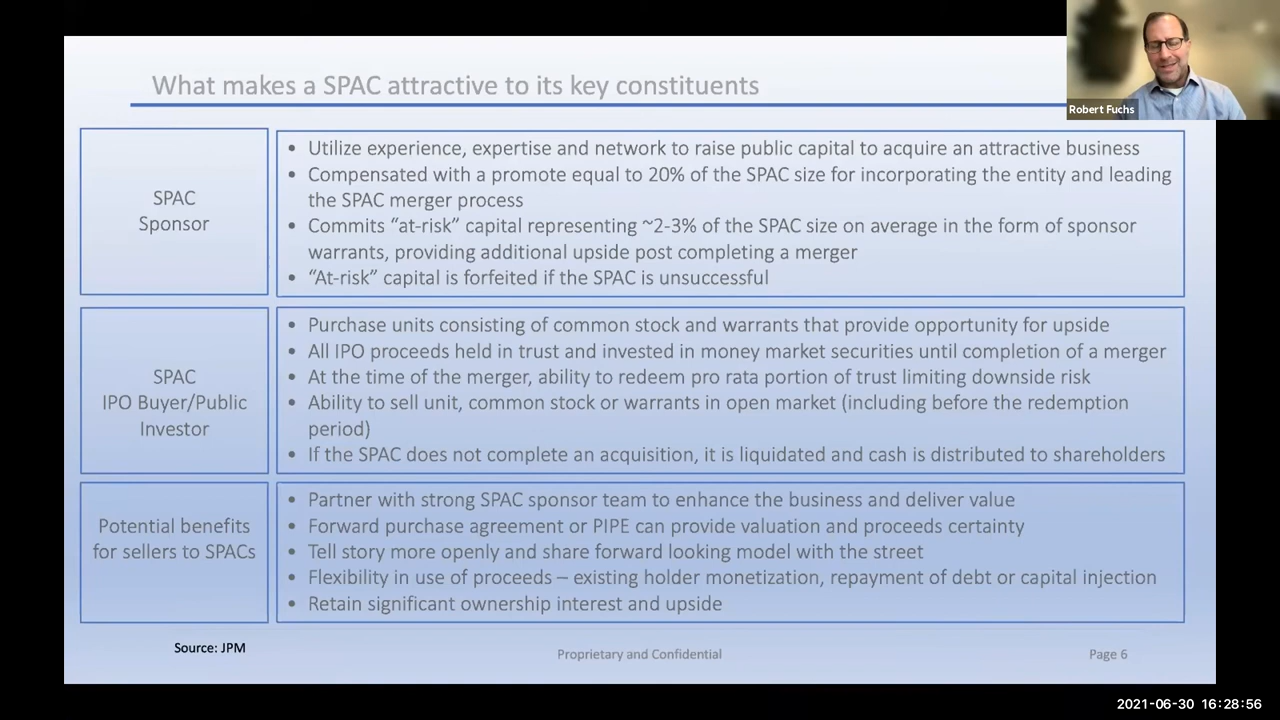 What makes a SPAC attractive to its key constituents
Robert Fuchs
SPAC
Sponsor
• Utilize experience, expertise and network to raise public capital to acquire an attractive business
• Compensated with a promote equal to 20% of the SPAC size for incorporating the entity and leading
the SPAC merger process
• Commits “at-risk” capital representing ~2-3% of the SPAC size on average in the form of sponsor
warrants, providing additional upside post completing a merger
• “At-risk” capital is forfeited if the SPAC is unsuccessful
SPAC
IPO Buyer/Public
Investor
• Purchase units consisting of common stock and warrants that provide opportunity for upside
• All IPO proceeds held in trust and invested in money market securities until completion of a merger
• At the time of the merger, ability to redeem pro rata portion of trust limiting downside risk
• Ability to sell unit, common stock or warrants in open market (including before the redemption
period)
• If the SPAC does not complete an acquisition, it is liquidated and cash is distributed to shareholders
Potential benefits
for sellers to SPACs
• Partner with strong SPAC sponsor team to enhance the business and deliver value
• Forward purchase agreement or PIPE can provide valuation and proceeds certainty
• Tell story more openly and share forward looking model with the street
• Flexibility in use of proceeds – existing holder monetization, repayment of debt or capital injection
• Retain significant ownership interest and upside
Source: JPM
Proprietary and Confidential
Page 6
2021-06-30 16:28:56